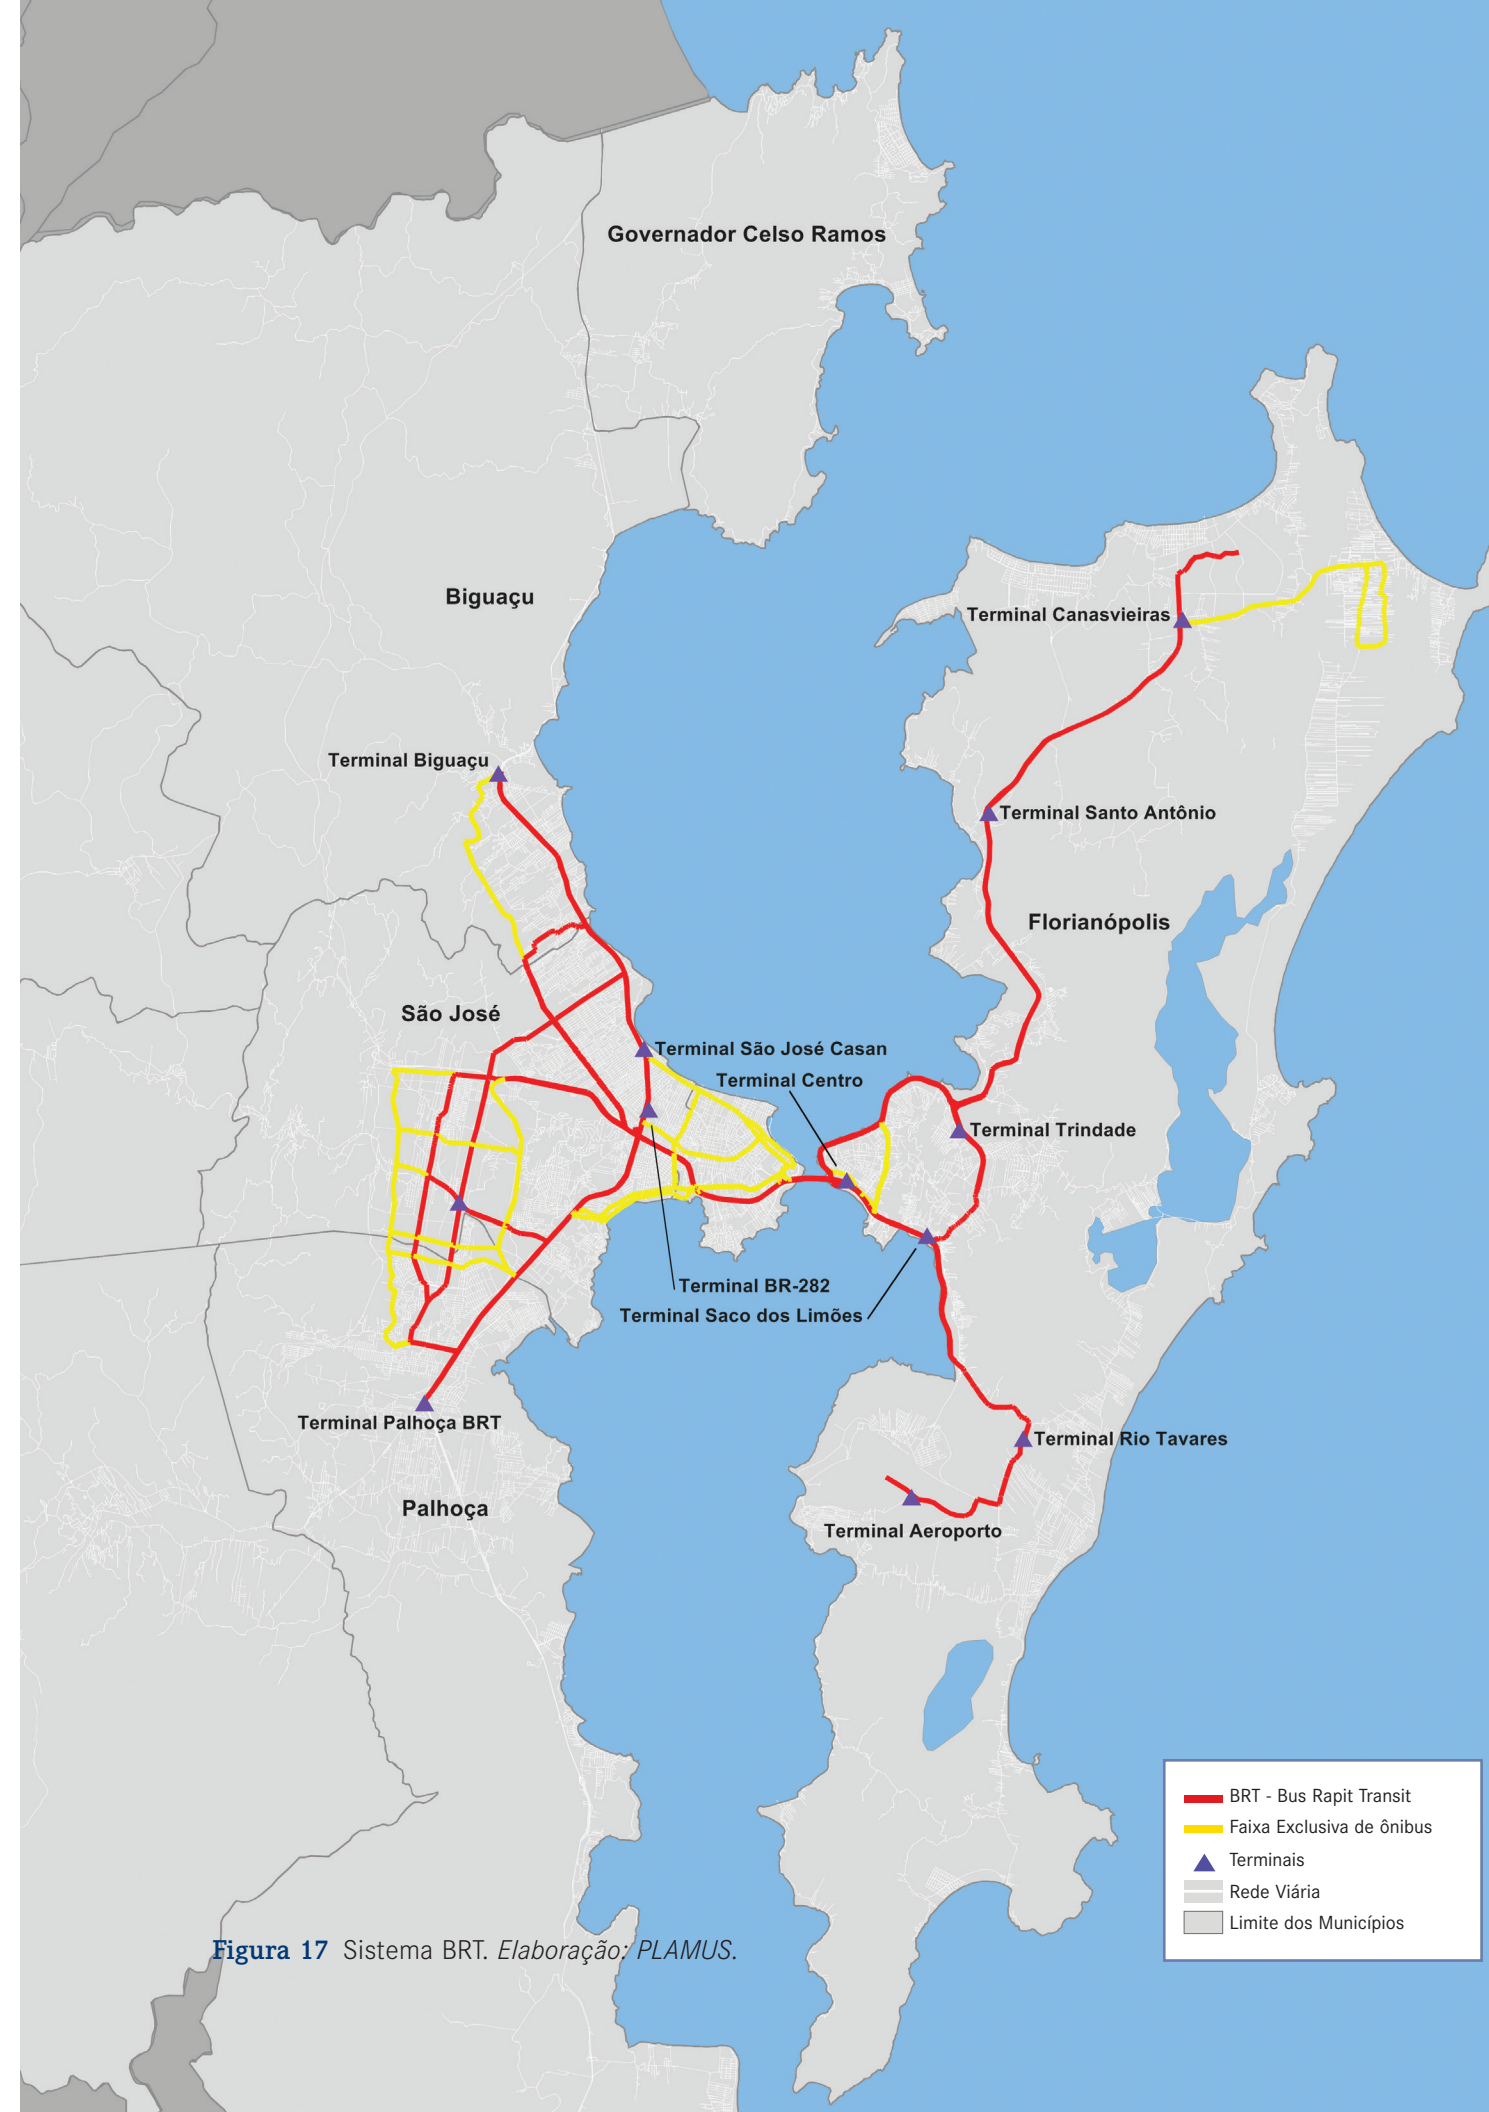 Governador Celso Ramos
Biguaçu
Terminal Canasvieiras
Terminal Biguaçu
Terminal Santo Antônio
Florianópolis
São José
Terminal São José Casan
Terminal Centro
Terminal Trindade
Terminal BR-282
Terminal Saco dos Limões
Terminal Palhoça BRT
Terminal Rio Tavares
Palhoça
Terminal Aeroporto
BRT - Bus Rapit Transit
Faixa Exclusiva de ônibus
Terminais
Rede Viária
Limite dos Municípios
Figura 17 Sistema BRT. Elaboração: PLAMUS.